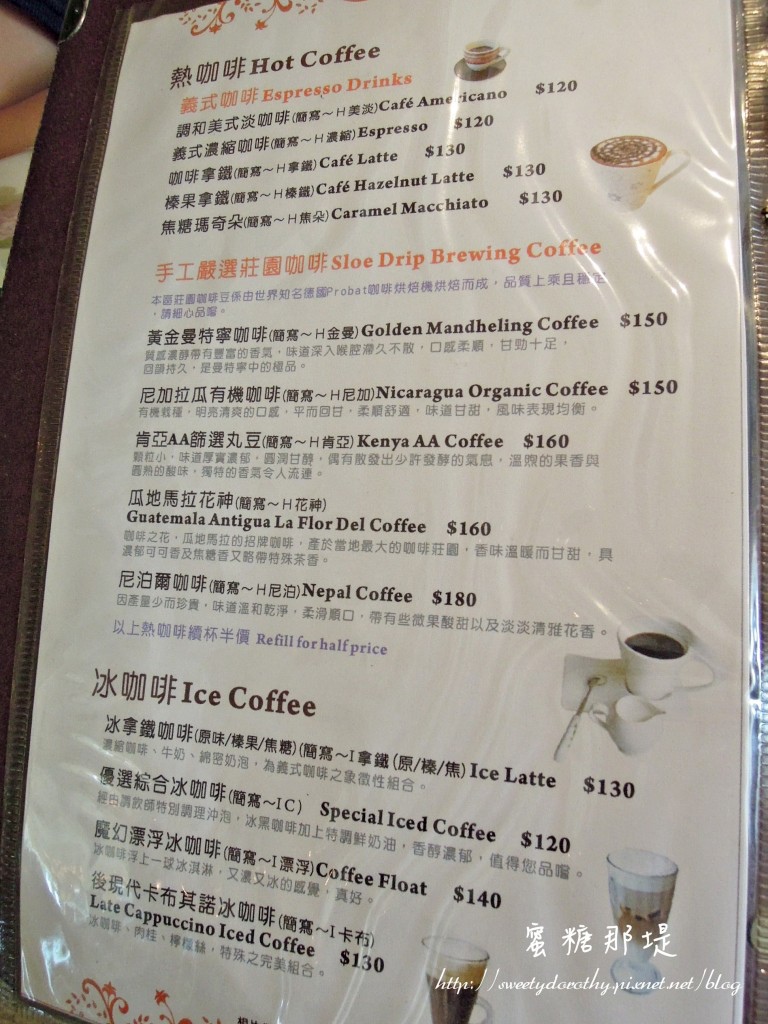 熱咖啡 Hot Coffee
義式咖啡 Espresso Drinks
調和美式淡咖啡(簡寫～H美淡)Café Americano $120
義式濃縮咖啡(簡寫～H濃縮)Espresso $120
咖啡拿鐵(簡寫～H拿鐵)Café Latte $130
榛果拿鐵(簡寫～H榛鐵)Café Hazelnut Latte $130
焦糖瑪奇朵(簡寫～H焦朵)Caramel Macchiato $130
手工嚴選莊園咖啡 Sloe Drip Brewing Coffee
本區莊園咖啡豆係由世界知名德國Probat咖啡烘焙機烘焙而成，品質上乘且穩定
，請細心品嚐。
黃金曼特寧咖啡(簡寫～H金曼)Golden Mandheling Coffee $150
質感濃醇帶有豐富的香氣，味道深入喉腔滯久不散，口感柔順，甘勁十足，
回韻持久，是曼特寧中的極品。
尼加拉瓜有機咖啡(簡寫～H尼加)Nicaragua Organic Coffee $150
有機栽種，明亮清爽的口感，平而回甘，柔順舒適，味道甘甜，風味表現均衡。
肯亞AA篩選丸豆(簡寫～H肯亞) Kenya AA Coffee $160
顆粒小，味道厚實濃郁，圓潤甘醇，偶有散發出少許發酵的氣息，溫煦的果香與
圓熟的酸味，獨特的香氣令人流連。
瓜地馬拉花神(簡寫～H花神)
Guatemala Antigua La Flor Del Coffee $160
咖啡之花，瓜地馬拉的招牌咖啡，產於當地最大的咖啡莊園，香味溫暖而甘甜，具
濃郁可可香及焦糖香又略帶特殊茶香。
尼泊爾咖啡(簡寫～H尼泊)Nepal Coffee $180
因產量少而珍貴，味道溫和乾淨，柔滑順口，帶有些微果酸甜以及淡淡清雅花香。
以上熱咖啡續杯半價 Refill for half price
冰咖啡 Ice Coffee
冰拿鐵咖啡(原味/榛果/焦糖)(簡寫～I拿鐵(原/榛/焦) Ice Latte $130
濃縮咖啡、牛奶、綿密奶泡，為義式咖啡之象徵性組合。
優選綜合冰咖啡(簡寫～IC) Special Iced Coffee $120
經由調飲師特別調理沖泡，冰黑咖啡加上特調鮮奶油，香醇濃郁，值得您品嚐。
魔幻漂浮冰咖啡(簡寫～I漂浮)Coffee Float $140
冰咖啡浮上一球冰淇淋，又濃又冰的感覺，真好。
後現代卡布其諾冰咖啡(簡寫～I卡布)
Late Cappuccino Iced Coffee $130
冰咖啡、肉桂、檸檬絲，特殊之完美組合。
蜜糖那堤
http://sweetydorothy.pixnet.net/blog